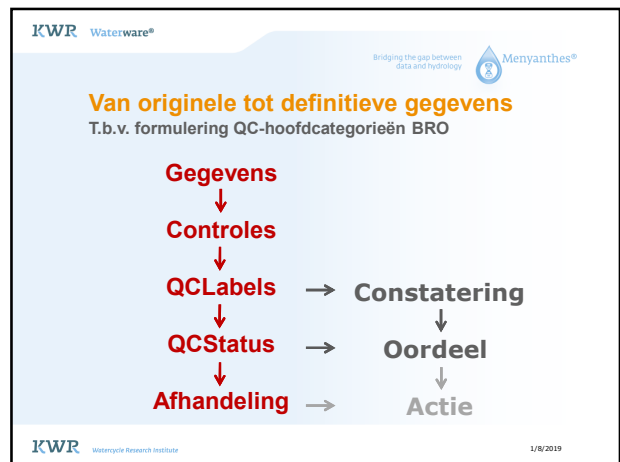 KWR Waterware®
Bridging the gap between
data and hydrology
Menyanthes®
Van originele tot definitieve gegevens
T.b.v. formulering QC-hoofdcategorieën BRO
Gegevens
Controles
QCLabels → Constatering
QCStatus → Oordeel
Afhandeling → Actie
KWR Watercycle Research Institute 1/8/2019